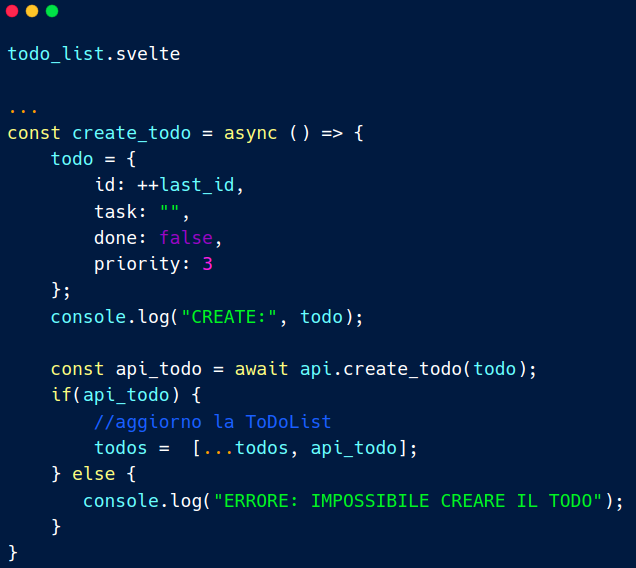 todo_list.svelte
...
const create_todo = async () => {
    todo = {
        id: ++last_id,
        task: "",
        done: false,
        priority: 3
    };
    console.log("CREATE:", todo);
    const api_todo = await api.create_todo(todo);
    if(api_todo) {
        //aggiorno la ToDoList
        todos =  [...todos, api_todo];
    } else {
       console.log("ERRORE: IMPOSSIBILE CREARE IL TODO");
    }
}